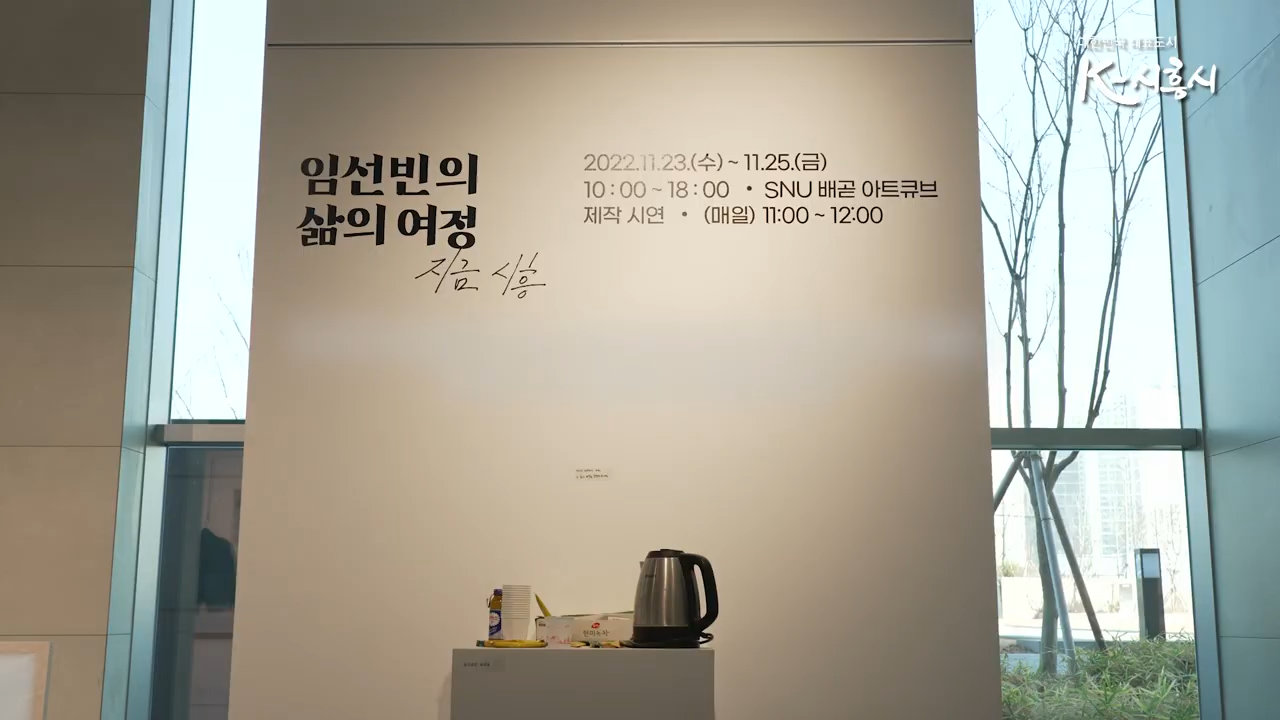 대한민국 대표도시
K-시흥시
임선빈의
삶의 여정
지금 시흥
2022.11.23.(수) ~ 11.25.(금)
10 : 00 ~ 18 : 00 • SNU 배곧 아트큐브
제작 시연 • (매일) 11:00 ~ 12:00
현미녹차